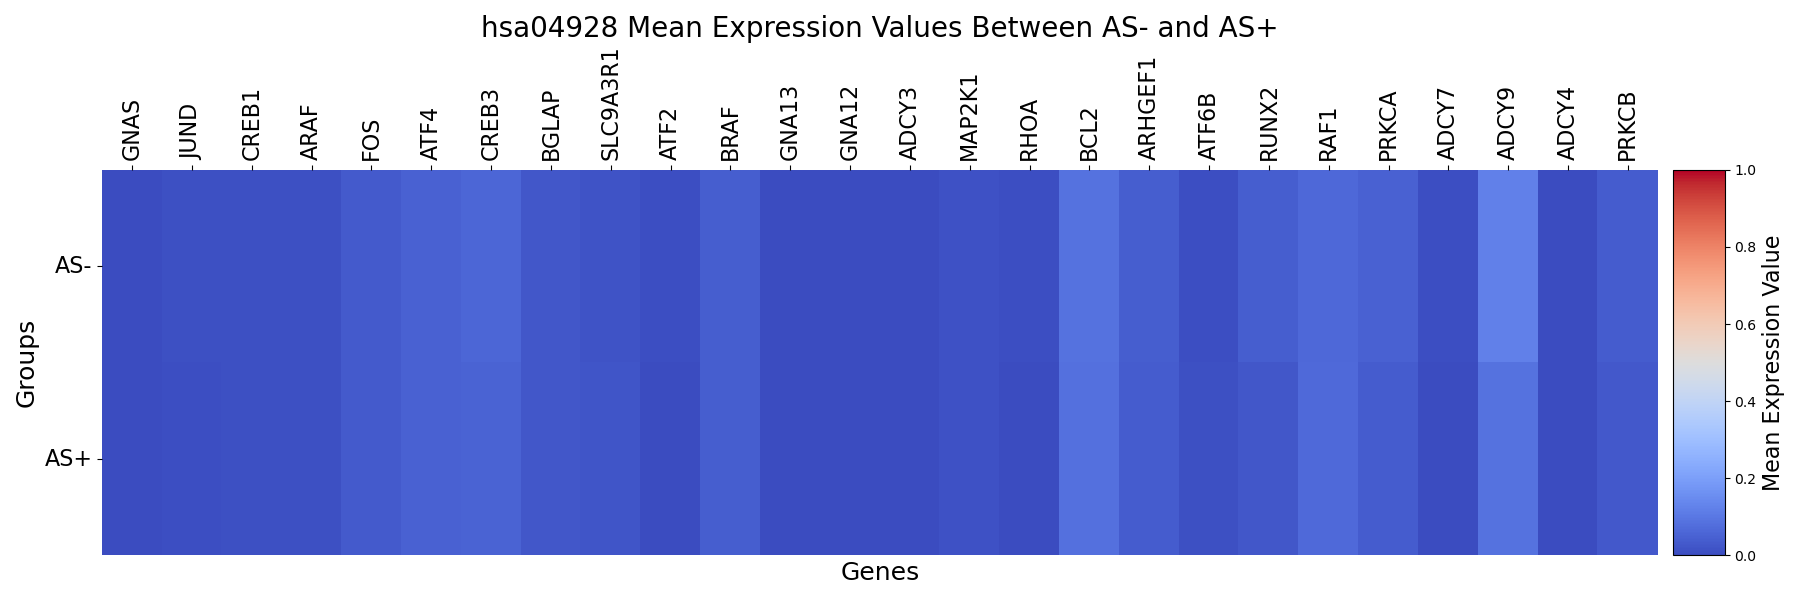 hsa04928 Mean Expression Values Between AS- and AS+
GNAS
JUND
CREB1
ARAF
FOS
ATF4
CREB3
BGLAP
SLC9A3R1
ATF2
BRAF
GNA13
GNA12
ADCY3
MAP2K1
RHOA
BCL2
ARHGEF1
ATF6B
RUNX2
RAF1
PRKCA
ADCY7
ADCY9
ADCY4
PRKCB
Groups
AS-
AS+
Genes
1.0
0.8
0.6
0.4
0.2
0.0
Mean Expression Value